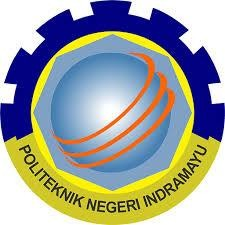 POLITEKNIK NEGERI INDRAMAYU